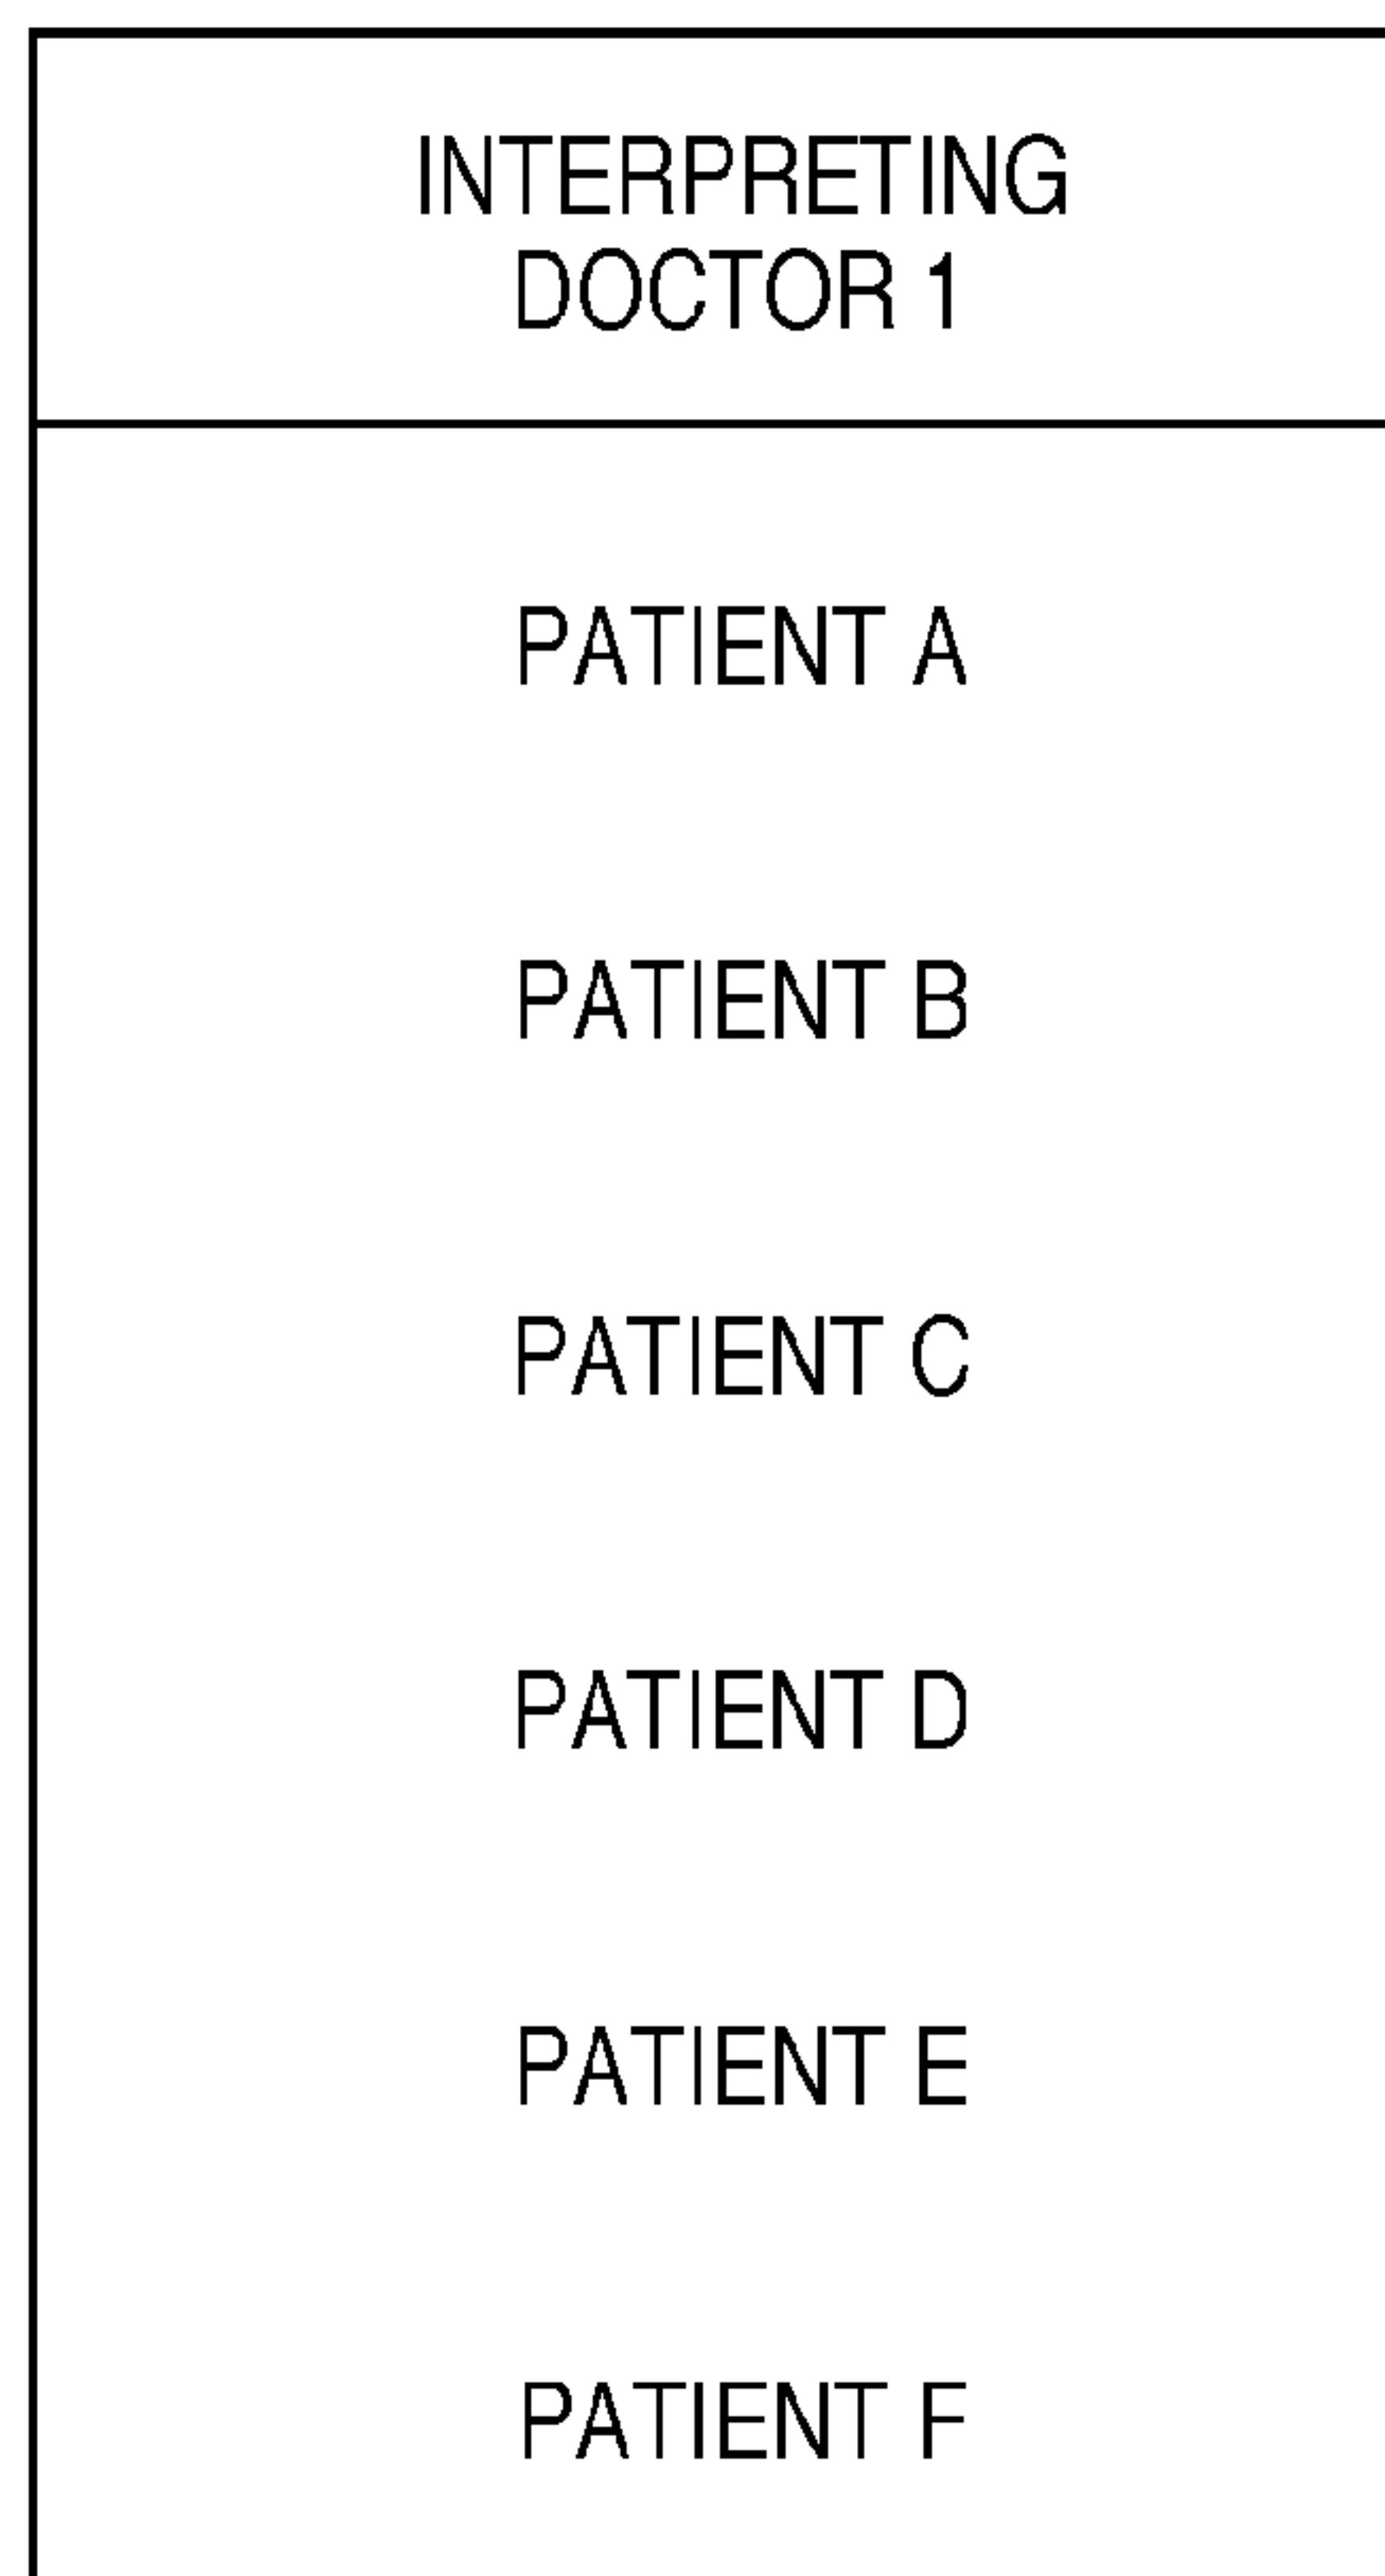 INTERPRETING
DOCTOR 1
PATIENT A
PATIENT B
PATIENT C
PATIENT D
PATIENT E
PATIENT F